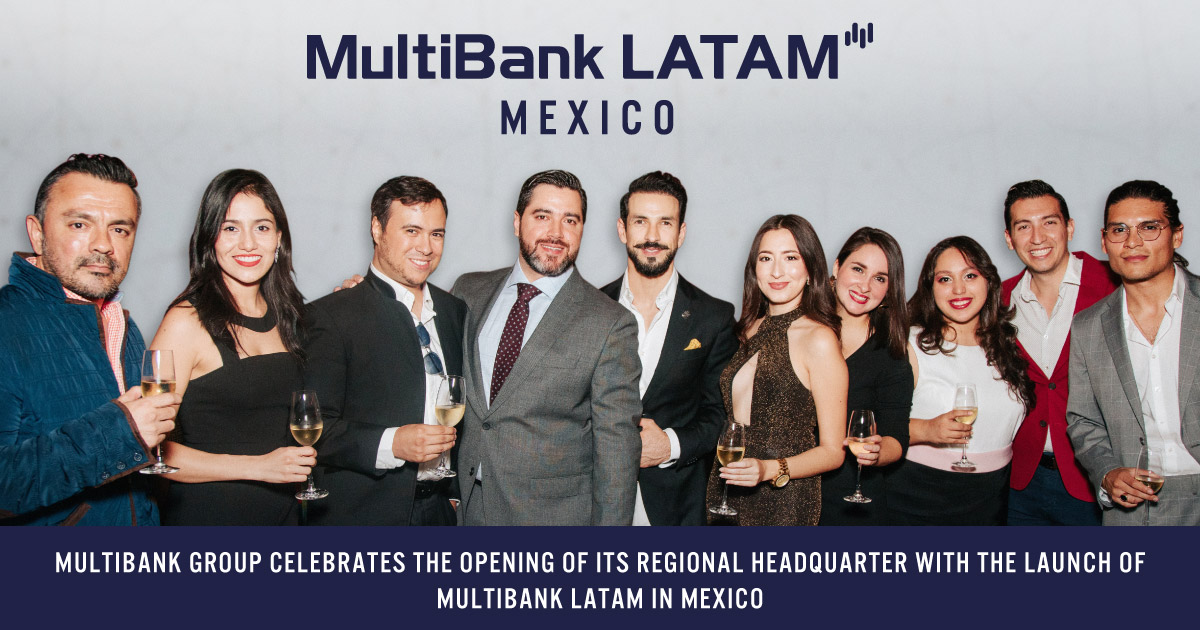 MultiBank LATAM
MEXICO
MULTIBANK GROUP CELEBRATES THE OPENING OF ITS REGIONAL HEADQUARTER WITH THE LAUNCH OF
MULTIBANK LATAM IN MEXICO